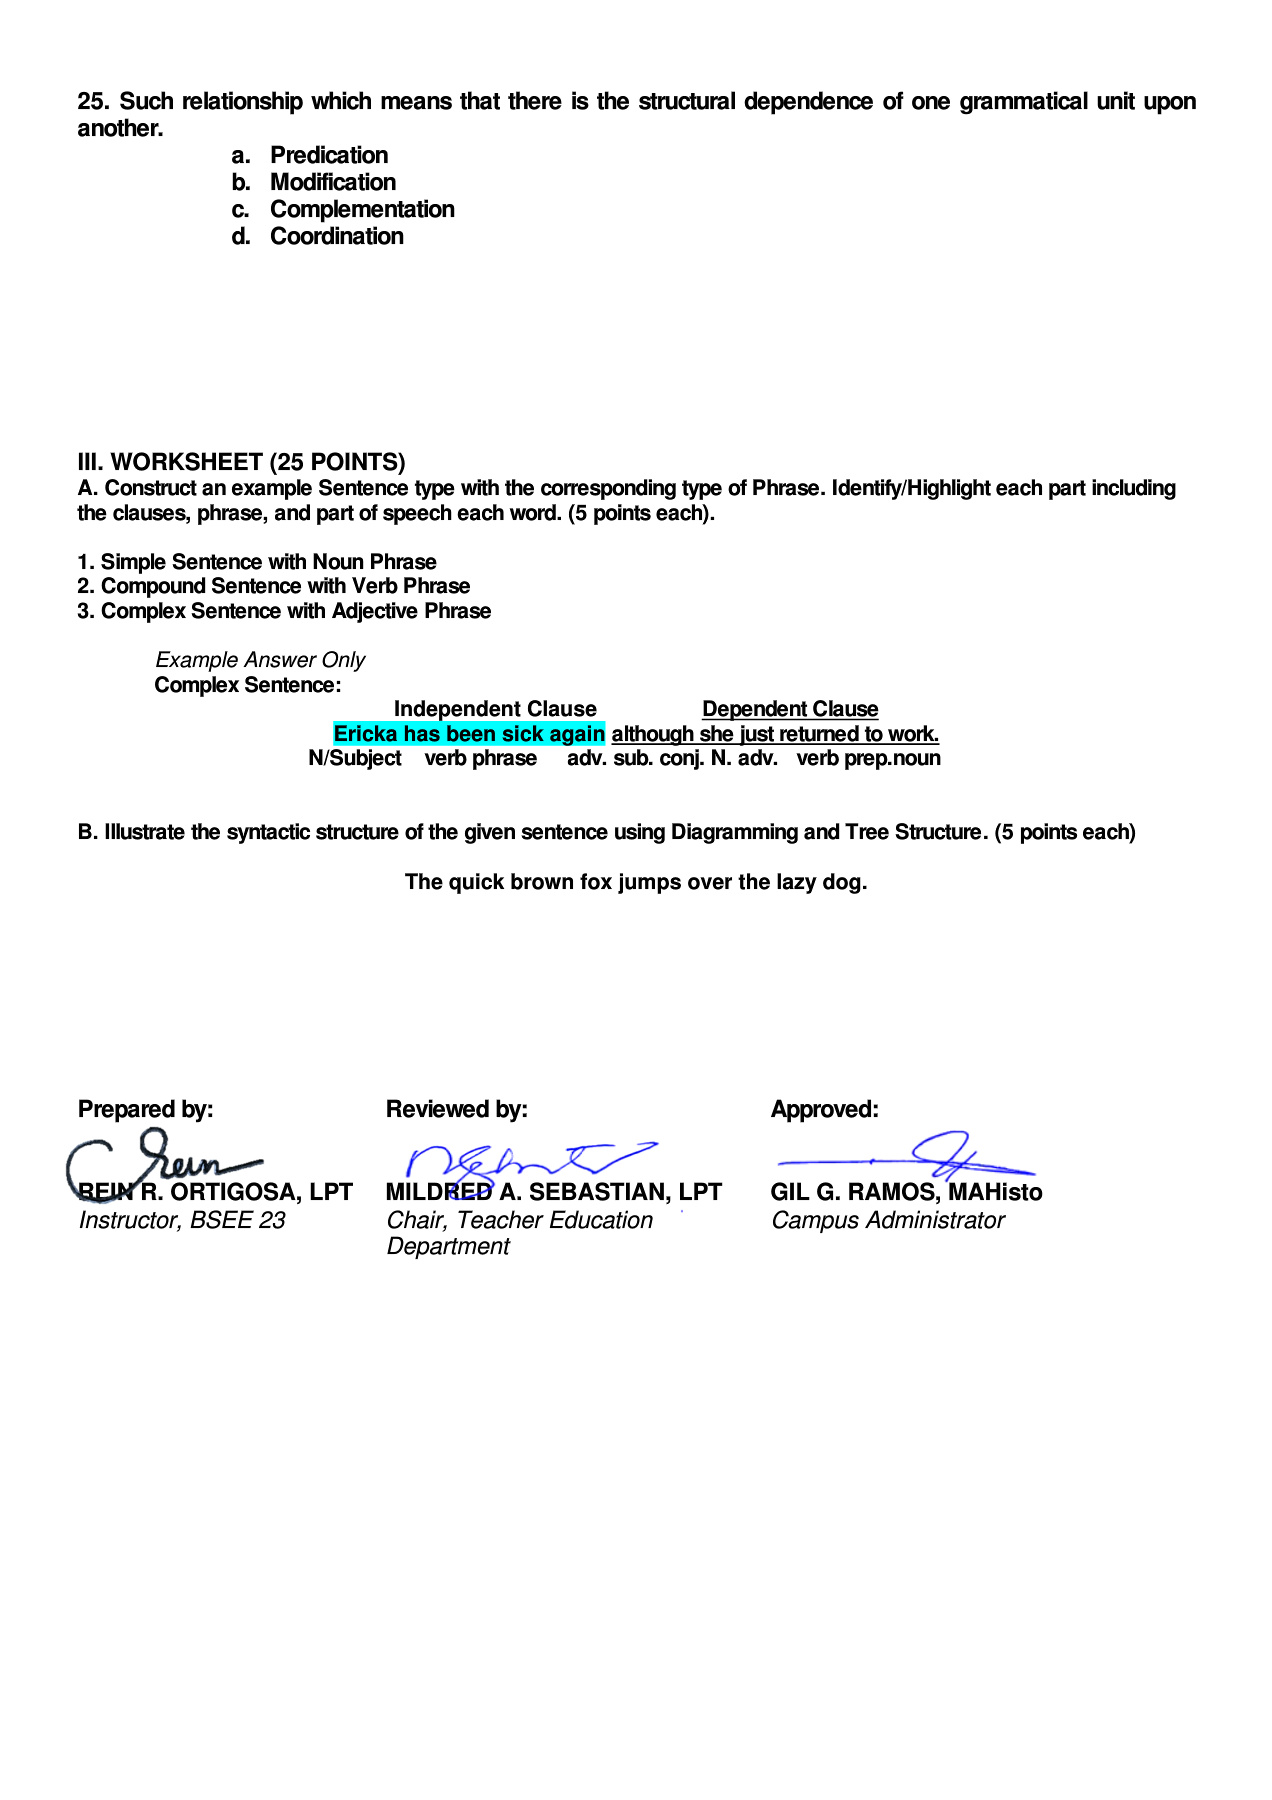 25. Such relationship which means that there is the structural dependence of one grammatical unit upon
another.
a. Predication
b. Modification
c. Complementation
d. Coordination
III. WORKSHEET (25 POINTS)
A. Construct an example Sentence type with the corresponding type of Phrase. Identify/Highlight each part including
the clauses, phrase, and part of speech each word. (5 points each).
1. Simple Sentence with Noun Phrase
2. Compound Sentence with Verb Phrase
3. Complex Sentence with Adjective Phrase
Example Answer Only
Complex Sentence:
Independent Clause Dependent Clause
Ericka has been sick again although she just returned to work.
N/Subject verb phrase adv. sub. conj. N. adv. verb prep.noun
B. Illustrate the syntactic structure of the given sentence using Diagramming and Tree Structure. (5 points each)
The quick brown fox jumps over the lazy dog.
Prepared by: Reviewed by: Approved:
Rein
REIN R. ORTIGOSA, LPT MILDRED A. SEBASTIAN, LPT GIL G. RAMOS, MAHisto
Instructor, BSEE 23 Chair, Teacher Education Campus Administrator
Department